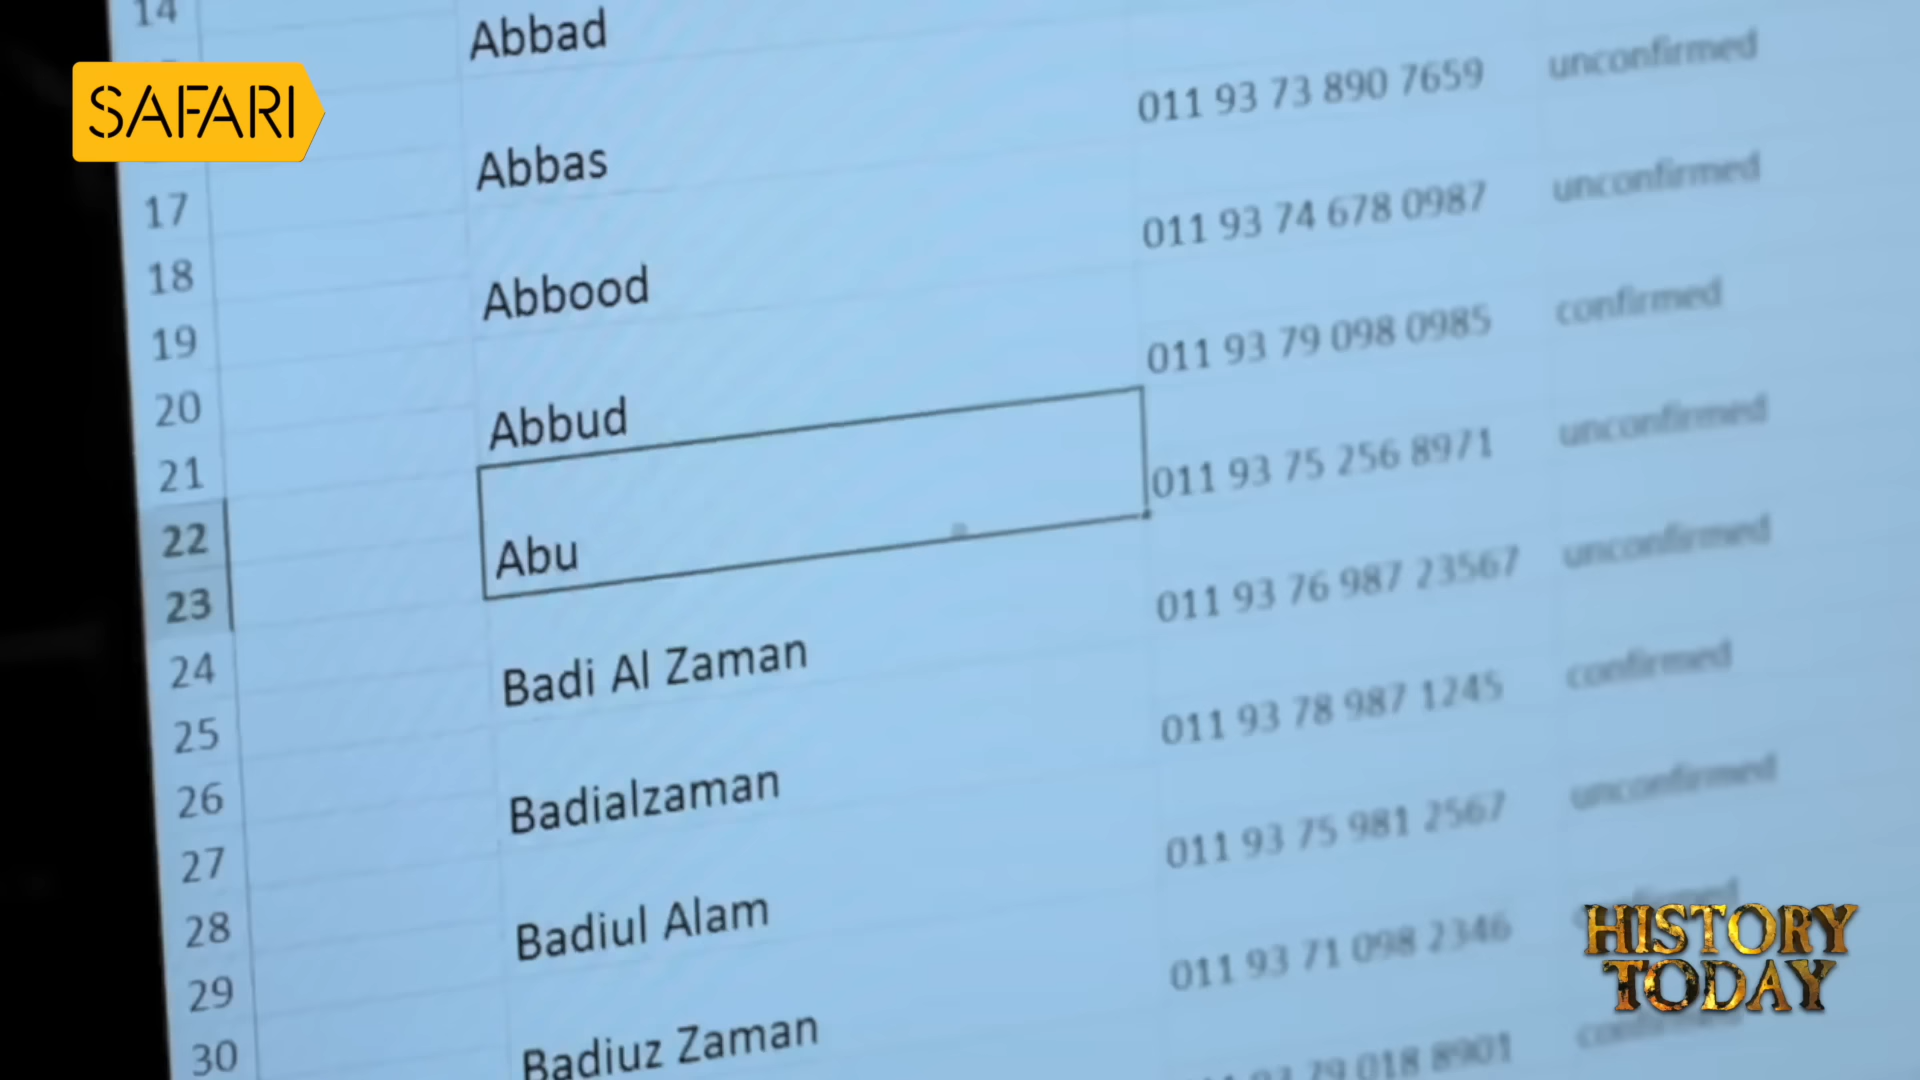 14
Abbad
SAFARI
17 Abbas 011 93 73 890 7659 unconfirmed
18
19 Abbood 011 93 74 678 0987 unconfirmed
20
21 Abbud 011 93 79 098 0985 confirmed
22
23 Abu 011 93 75 256 8971 unconfirmed
24
25 Badi Al Zaman 011 93 76 987 23567 unconfirmed
26
27 Badialzaman 011 93 78 987 1245 confirmed
28
29 Badiul Alam 011 93 75 981 2567 unconfirmed
30
Badiuz Zaman 011 93 71 098 2346
79 018 8901
HISTORY
TODAY